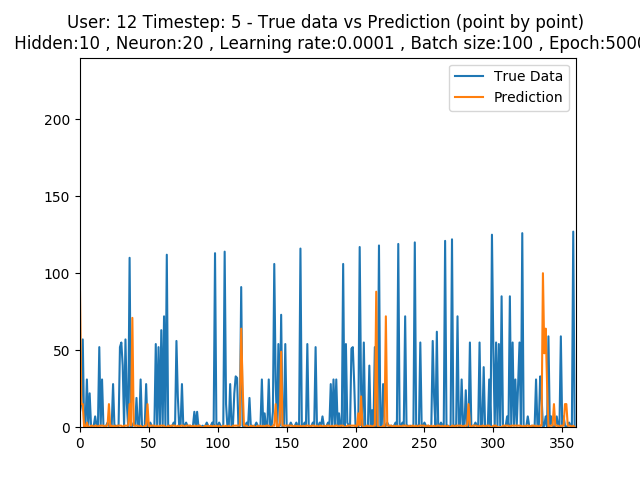 User: 12 Timestep: 5 - True data vs Prediction (point by point)
Hidden:10 , Neuron:20 , Learning rate:0.0001 , Batch size:100 , Epoch:5000
True Data
Prediction
200
150
100
50
0
0 50 100 150 200 250 300 350